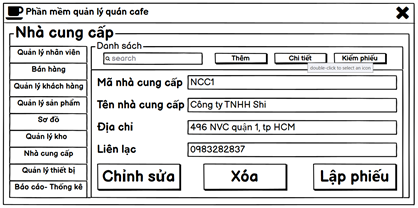 Phần mềm quản lý quán cafe
Nhà cung cấp
Danh sách
search
Thêm
Chi tiết
Kiểm phiếu
double-click to select an icon
Quản lý nhân viên
Bán hàng
Quản lý khách hàng
Quản lý sản phẩm
Sơ đồ
Quản lý kho
Nhà cung cấp
Quản lý thiết bị
Báo cáo- Thống kê
Mã nhà cung cấp NCC1
Tên nhà cung cấp Công ty TNHH Shi
Địa chỉ 496 NVC quận 1, tp HCM
Liên lạc 0983282837
Chỉnh sửa
Xóa
Lập phiếu